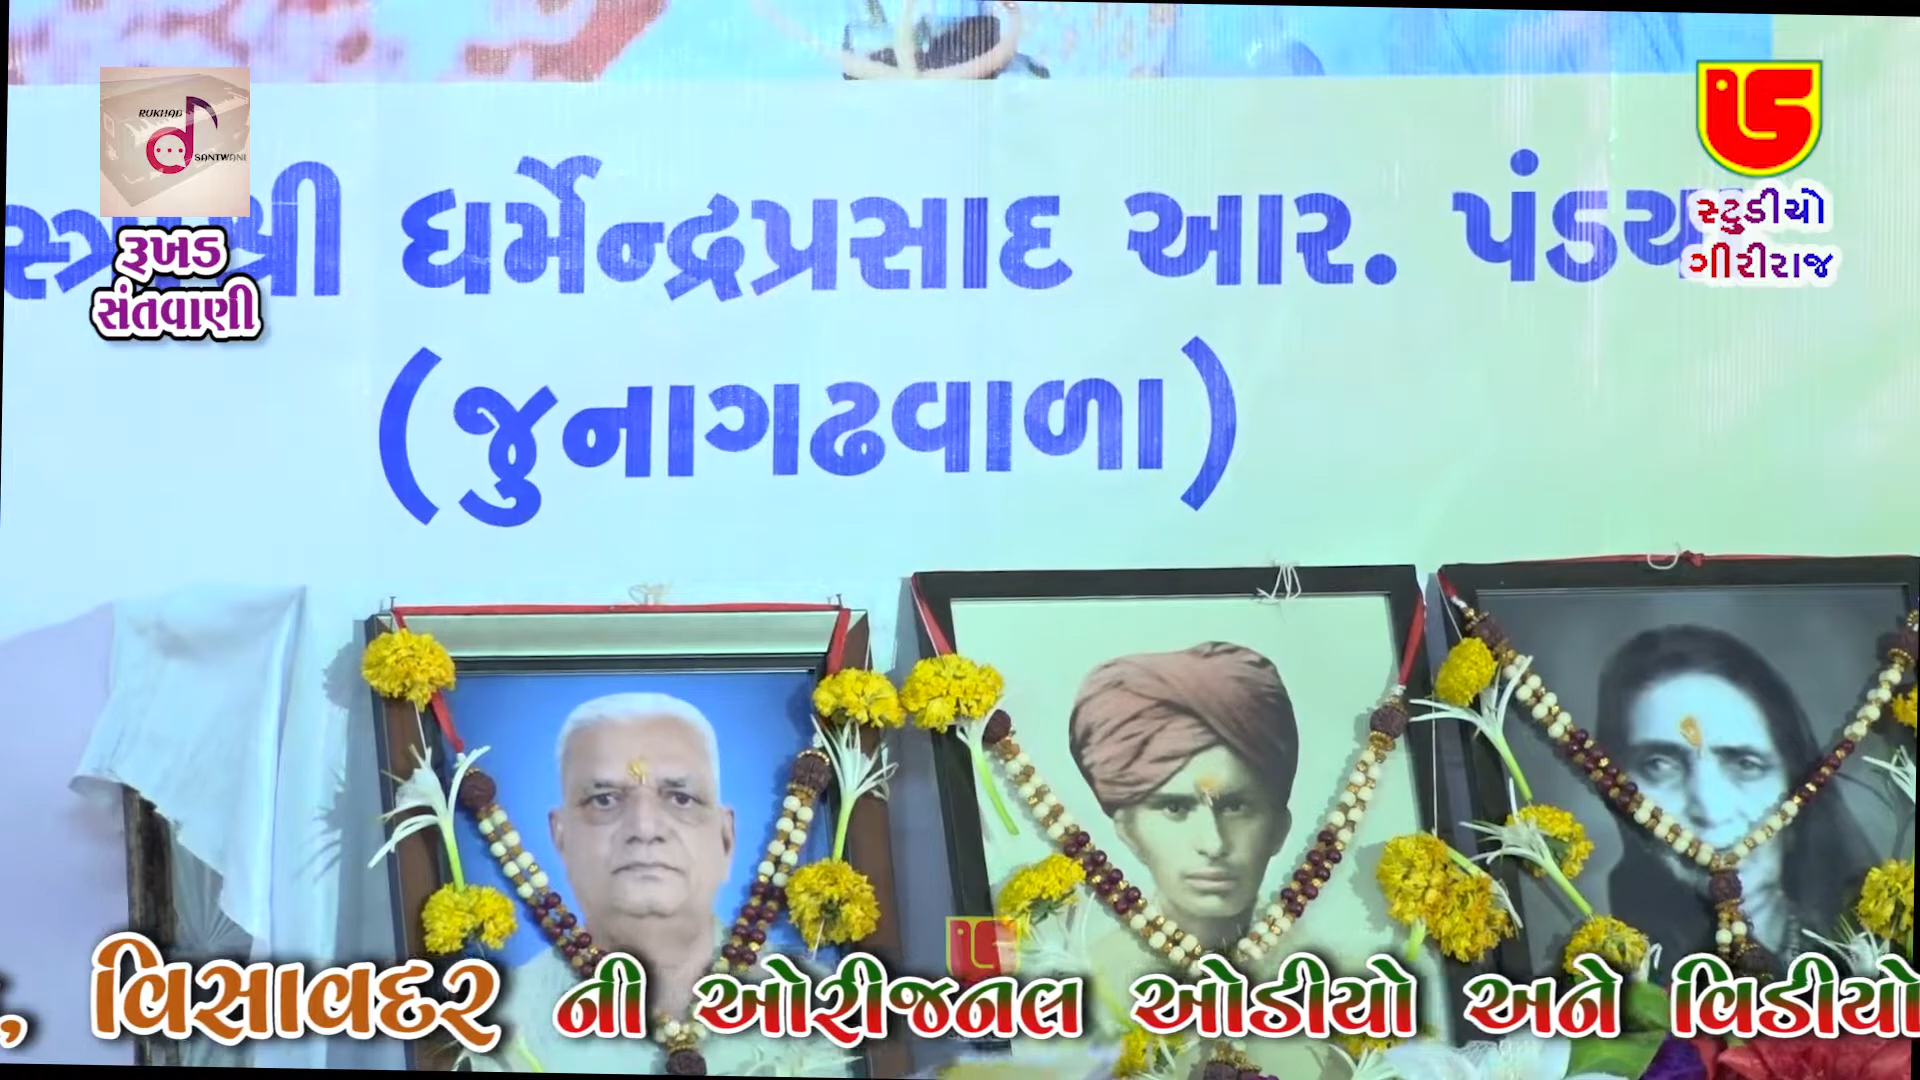 RUKHAD
SANTWANI
રૂખડ
સંતવાણી
સ્ટુડીયો
ગીરીરાજ
શ્રી ધર્મેન્દ્રપ્રસાદ આર. પંડયા
(જુનાગઢવાળા)
, વિસાવદર ની ઓરીજનલ ઓડીયો અને વિડીયો